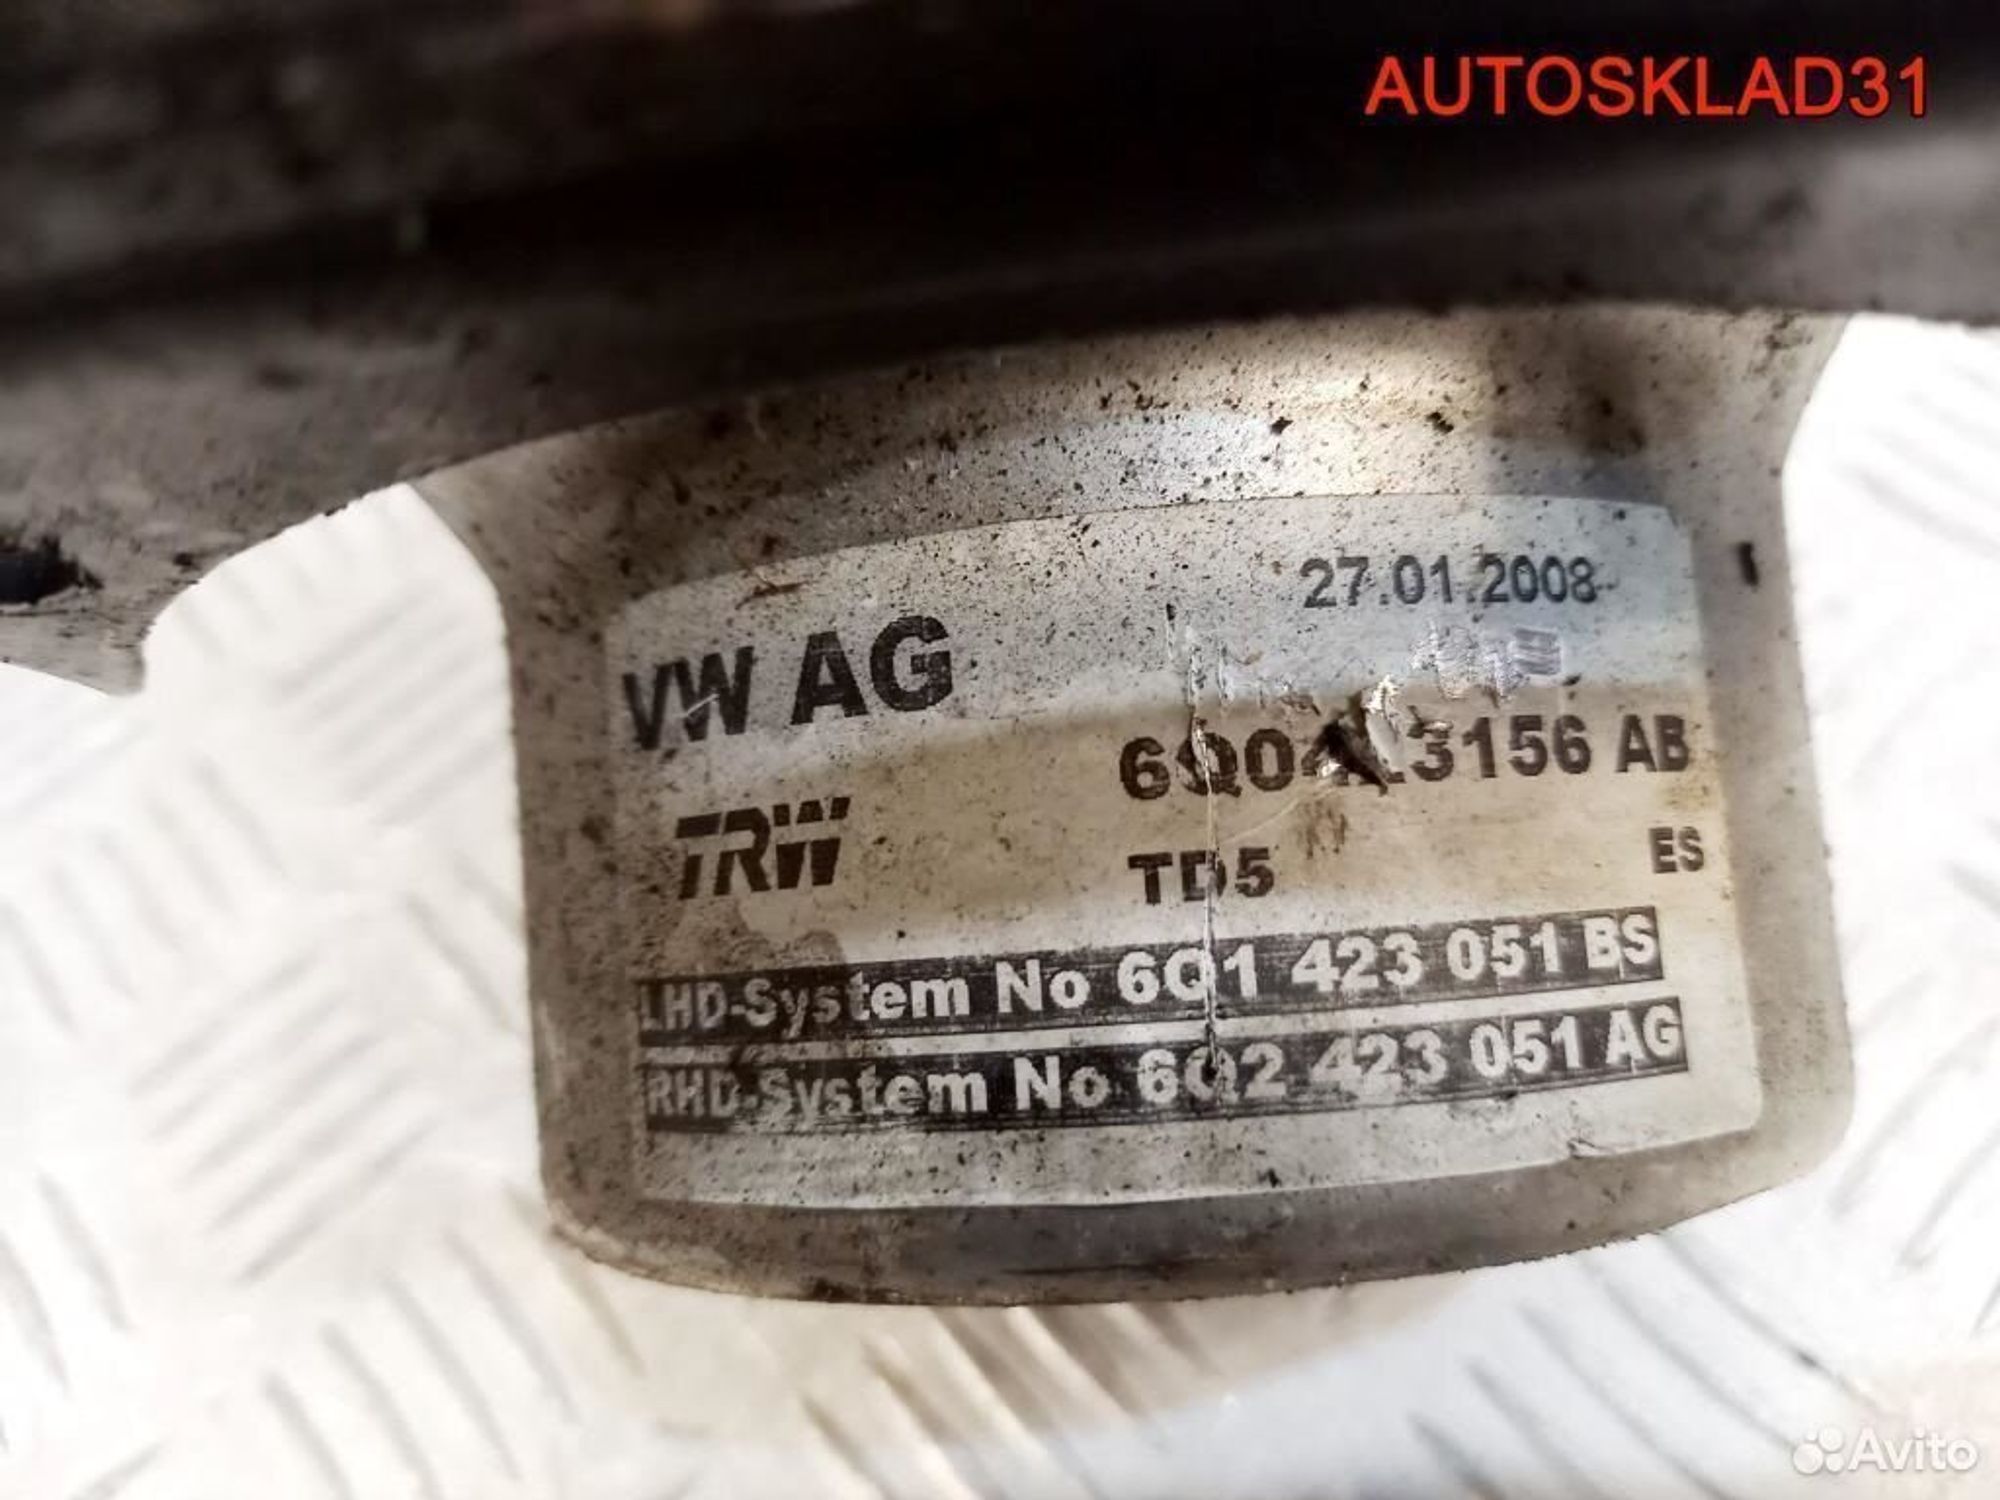 AUTOSKLAD31
27.01.2008
VW AG
6Q0423156 AB
TRW
TD5
ES
LHD-System No 6Q1 423 051 BS
RHD-System No 6Q2 423 051 AG
Avito